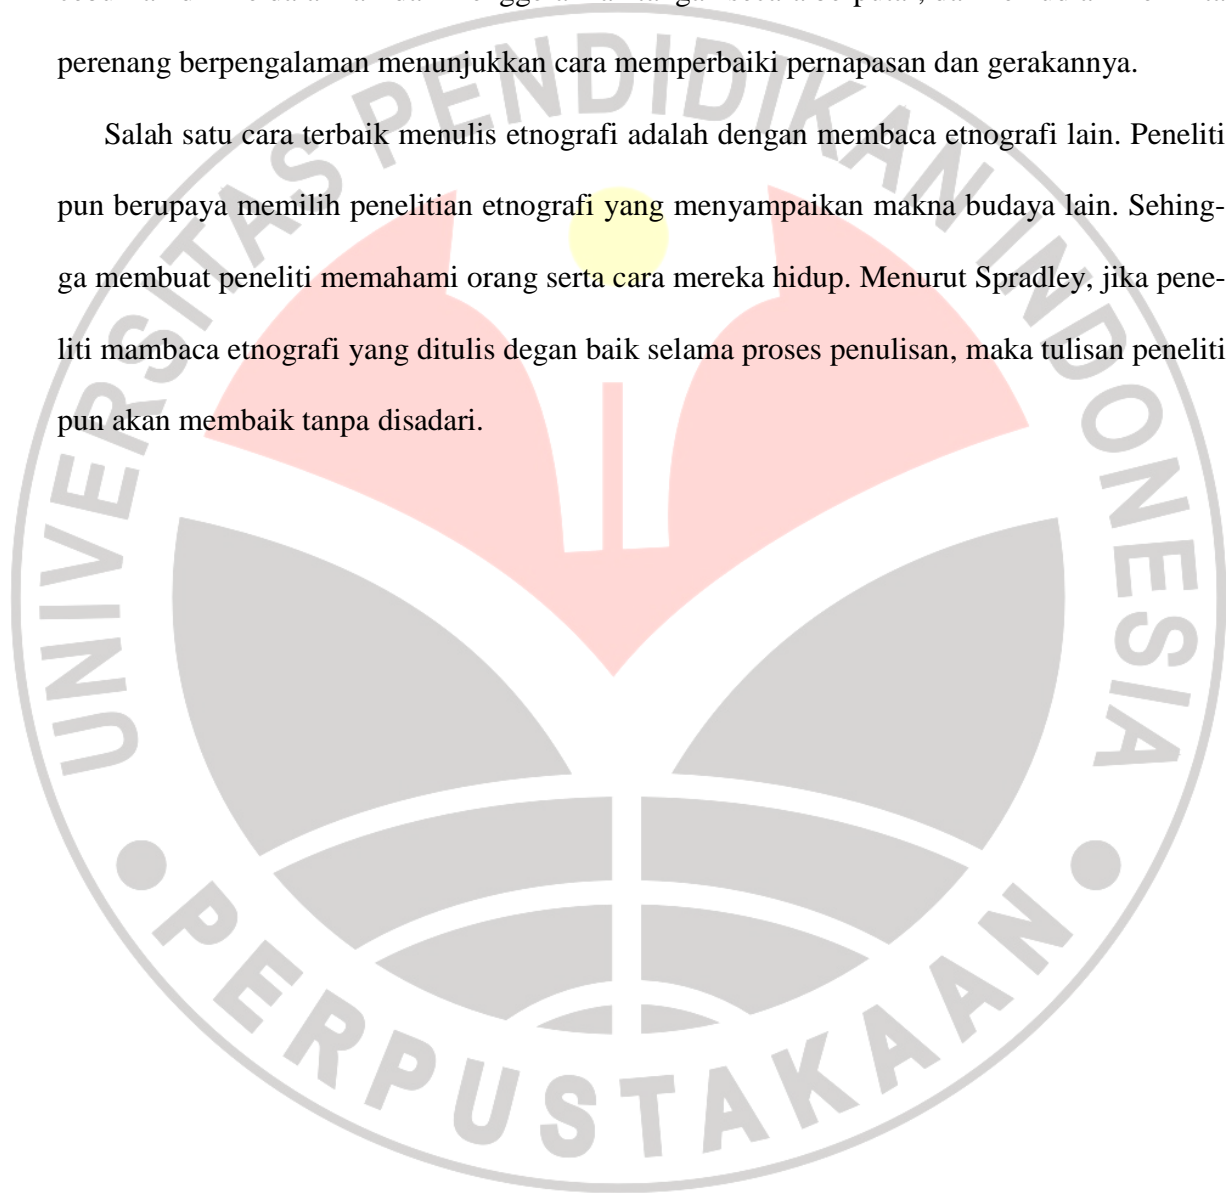 perenang berpengalaman menunjukkan cara memperbaiki pernapasan dan gerakannya.
Salah satu cara terbaik menulis etnografi adalah dengan membaca etnografi lain. Peneliti
pun berupaya memilih penelitian etnografi yang menyampaikan makna budaya lain. Sehing-
ga membuat peneliti memahami orang serta cara mereka hidup. Menurut Spradley, jika pene-
liti mambaca etnografi yang ditulis degan baik selama proses penulisan, maka tulisan peneliti
pun akan membaik tanpa disadari.
UNIVERSITAS PENDIDIKAN INDONESIA
PERPUSTAKAAN